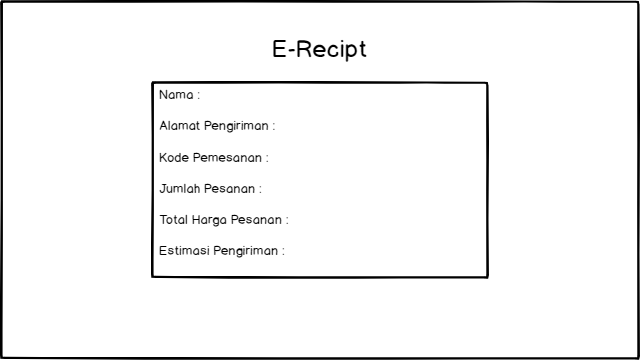 E-Recipt
Nama :
Alamat Pengiriman :
Kode Pemesanan :
Jumlah Pesanan :
Total Harga Pesanan :
Estimasi Pengiriman :